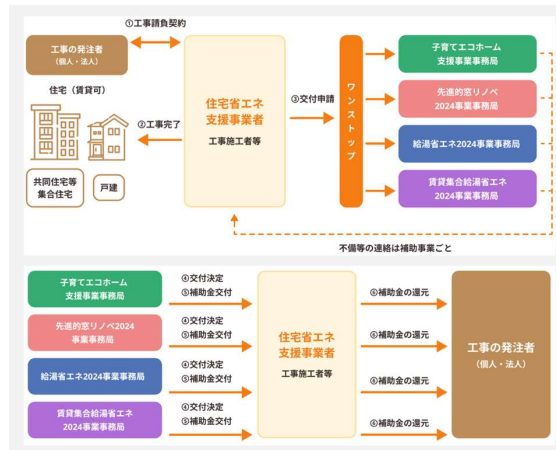 ①工事請負契約
工事の発注者
（個人・法人）
住宅（賃貸可）
②工事完了
共同住宅等
集合住宅
戸建
住宅省エネ
支援事業者
工事施工者等
③交付申請
ワンストップ
子育てエコホーム
支援事業事務局
先進的窓リノベ
2024事業事務局
給湯省エネ2024事業事務局
賃貸集合給湯省エネ
2024事業事務局
不備等の連絡は補助事業ごと
子育てエコホーム
支援事業事務局
④交付決定
⑤補助金交付
⑥補助金の還元
先進的窓リノベ2024
事業事務局
④交付決定
⑤補助金交付
⑥補助金の還元
住宅省エネ
支援事業者
工事施工者等
工事の発注者
（個人・法人）
給湯省エネ2024事業事務局
④交付決定
⑤補助金交付
⑥補助金の還元
賃貸集合給湯省エネ
2024事業事務局
④交付決定
⑤補助金交付
⑥補助金の還元